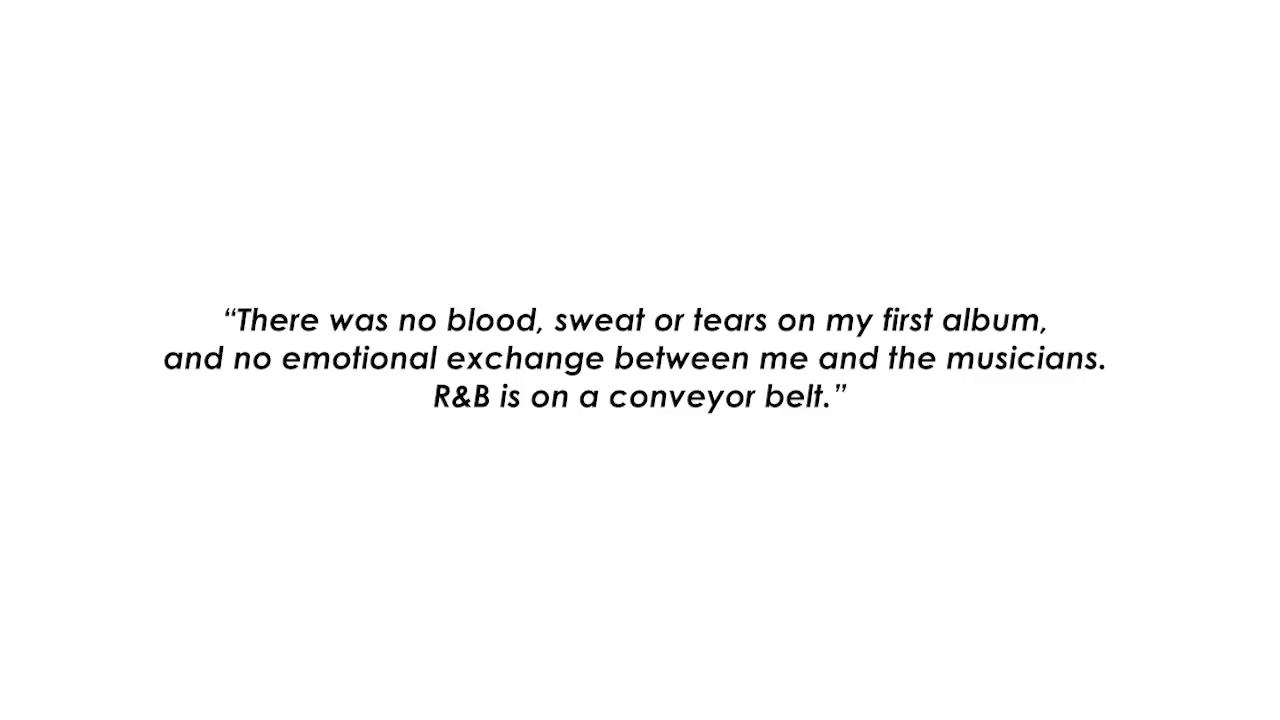 “There was no blood, sweat or tears on my first album,
and no emotional exchange between me and the musicians.
R&B is on a conveyor belt.”